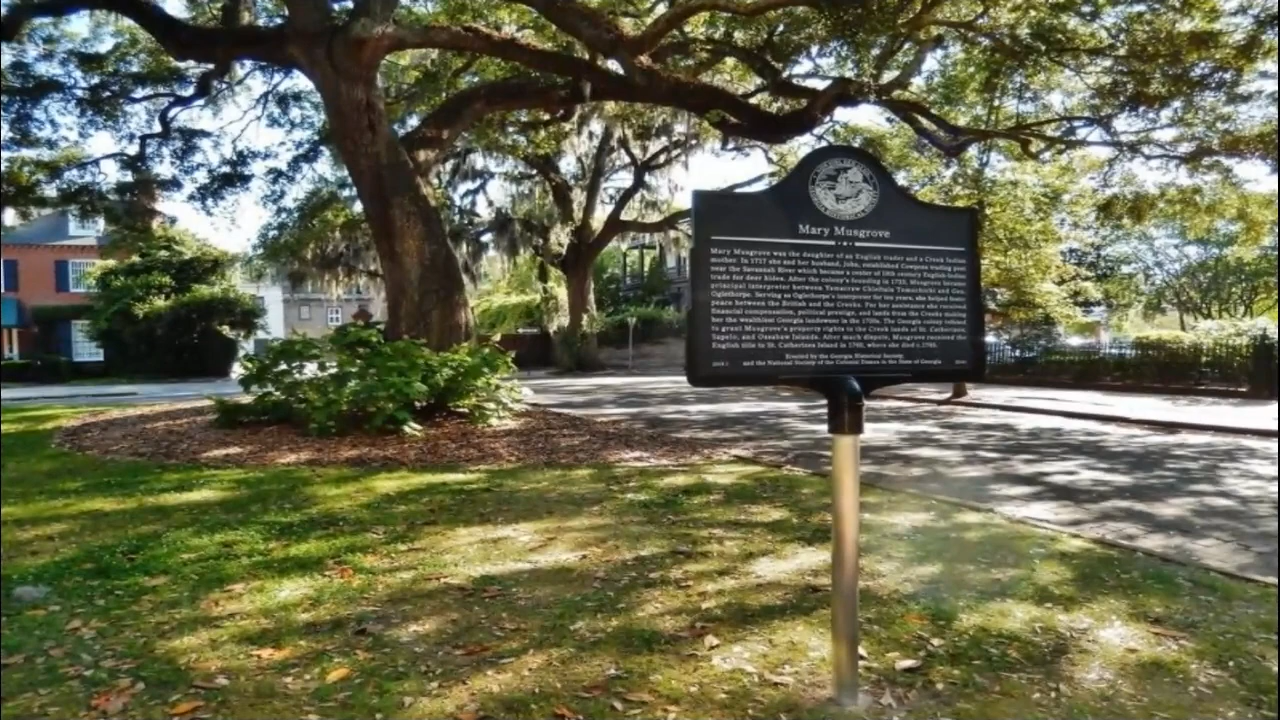 Mary Musgrove
Mary Musgrove was the daughter of an English trader and a Creek Indian
mother. In 1717 she and her husband, John, established Cowpens trading post
near the Savannah River which became a center of 18th century English-Indian
trade for deer hides. After the colony's founding in 1733, Musgrove became
principal interpreter between Yamacraw Chieftain Tomochichi and Gen.
Oglethorpe. Serving as Oglethorpe's interpreter for ten years, she helped foster
peace between the British and the Creeks. For her assistance she received
financial compensation, political prestige, and lands from the Creeks making
her the wealthiest Georgia landowner in the 1750s. The Georgia colony refused
to grant Musgrove's property rights to the Creek lands of St. Catherines,
Sapelo, and Ossabaw Islands. After much dispute, Musgrove received the
English title to St. Catherines Island in 1760, where she died c.1765.
Erected by the Georgia Historical Society,
and the National Society of the Colonial Dames in the State of Georgia